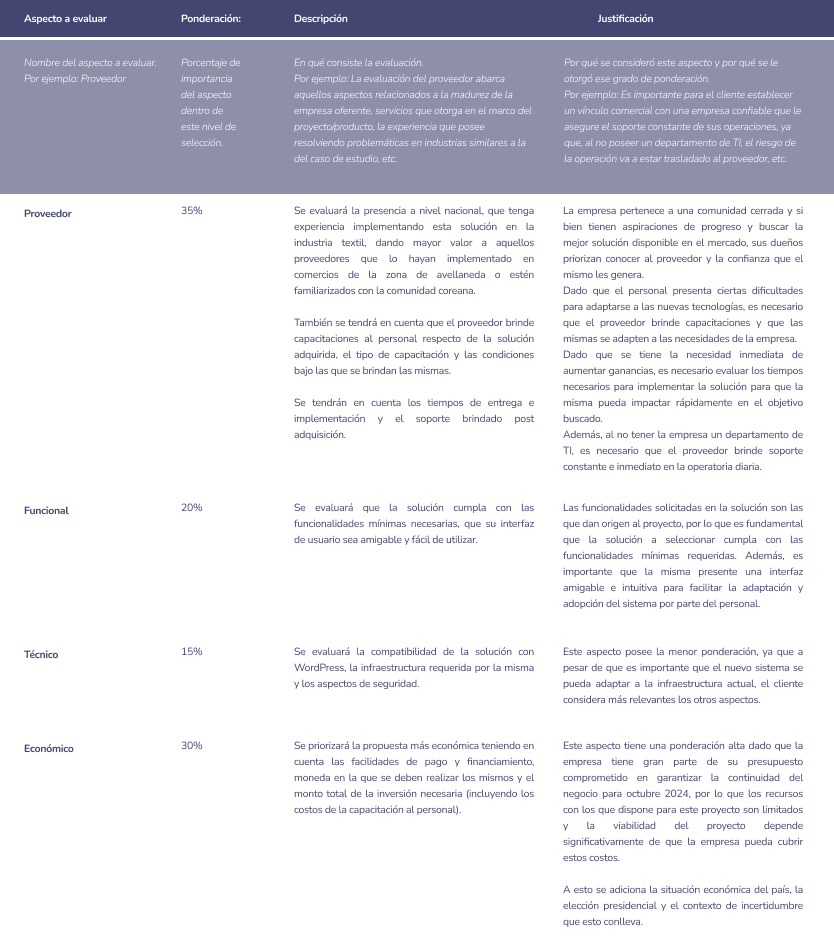 Aspecto a evaluar
Ponderación:
Descripción
Justificación
Nombre del aspecto a evaluar.
Por ejemplo: Proveedor
Porcentaje de
importancia
del aspecto
dentro de
este nivel de
selección.
En qué consiste la evaluación.
Por ejemplo: La evaluación del proveedor abarca
aquellos aspectos relacionados a la madurez de la
empresa oferente, servicios que otorga en el marco del
proyecto/producto, la experiencia que posee
resolviendo problemáticas en industrias similares a la
del caso de estudio, etc.
Por qué se consideró este aspecto y por qué se le
otorgó ese grado de ponderación.
Por ejemplo: Es importante para el cliente establecer
un vínculo comercial con una empresa confiable que le
asegure el soporte constante de sus operaciones, ya
que, al no poseer un departamento de TI, el riesgo de
la operación va a estar trasladado al proveedor, etc.
Proveedor
35%
Se evaluará la presencia a nivel nacional, que tenga
experiencia implementando esta solución en la
industria textil, dando mayor valor a aquellos
proveedores que lo hayan implementado en
comercios de la zona de avellaneda o estén
familiarizados con la comunidad coreana.
También se tendrá en cuenta que el proveedor brinde
capacitaciones al personal respecto de la solución
adquirida, el tipo de capacitación y las condiciones
bajo las que se brindan las mismas.
Se tendrán en cuenta los tiempos de entrega e
implementación y el soporte brindado post
adquisición.
La empresa pertenece a una comunidad cerrada y si
bien tienen aspiraciones de progreso y buscar la
mejor solución disponible en el mercado, sus dueños
priorizan conocer al proveedor y la confianza que el
mismo les genera.
Dado que el personal presenta ciertas dificultades
para adaptarse a las nuevas tecnologías, es necesario
que el proveedor brinde capacitaciones y que las
mismas se adapten a las necesidades de la empresa.
Dado que se tiene la necesidad inmediata de
aumentar ganancias, es necesario evaluar los tiempos
necesarios para implementar la solución para que la
misma pueda impactar rápidamente en el objetivo
buscado.
Además, al no tener la empresa un departamento de
TI, es necesario que el proveedor brinde soporte
constante e inmediato en la operatoria diaria.
Funcional
20%
Se evaluará que la solución cumpla con las
funcionalidades mínimas necesarias, que su interfaz
de usuario sea amigable y fácil de utilizar.
Las funcionalidades solicitadas en la solución son las
que dan origen al proyecto, por lo que es fundamental
que la solución a seleccionar cumpla con las
funcionalidades mínimas requeridas. Además, es
importante que la misma presente una interfaz
amigable e intuitiva para facilitar la adaptación y
adopción del sistema por parte del personal.
Técnico
15%
Se evaluará la compatibilidad de la solución con
WordPress, la infraestructura requerida por la misma
y los aspectos de seguridad.
Este aspecto posee la menor ponderación, ya que a
pesar de que es importante que el nuevo sistema se
pueda adaptar a la infraestructura actual, el cliente
considera más relevantes los otros aspectos.
Económico
30%
Se priorizará la propuesta más económica teniendo en
cuenta las facilidades de pago y financiamiento,
moneda en la que se deben realizar los mismos y el
monto total de la inversión necesaria (incluyendo los
costos de la capacitación al personal).
Este aspecto tiene una ponderación alta dado que la
empresa tiene gran parte de su presupuesto
comprometido en garantizar la continuidad del
negocio para octubre 2024, por lo que los recursos
con los que dispone para este proyecto son limitados
y la viabilidad del proyecto depende
significativamente de que la empresa pueda cubrir
estos costos.
A esto se adiciona la situación económica del país, la
elección presidencial y el contexto de incertidumbre
que esto conlleva.